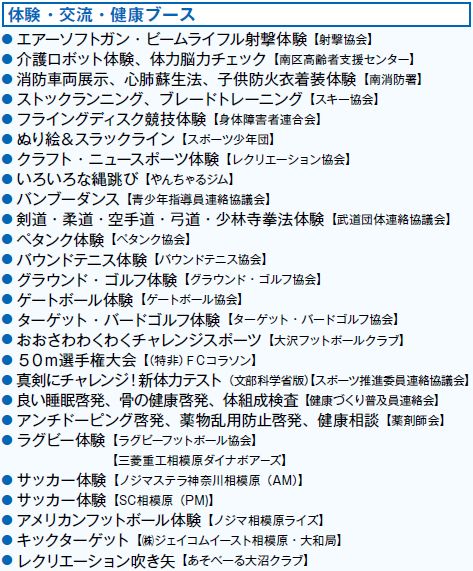 体験・交流・健康ブース
● エアーソフトガン・ビームライフル射撃体験【射撃協会】
● 介護ロボット体験、体力脳力チェック【南区高齢者支援センター】
● 消防車両展示、心肺蘇生法、子供防火衣着装体験【南消防署】
● ストックランニング、ブレードトレーニング【スキー協会】
● フライングディスク競技体験【身体障害者連合会】
● ぬり絵＆スラックライン【スポーツ少年団】
● クラフト・ニュースポーツ体験【レクリエーション協会】
● いろいろな縄跳び【やんちゃるジム】
● バンブーダンス【青少年指導員連絡協議会】
● 剣道・柔道・空手道・弓道・少林寺拳法体験【武道団体連絡協議会】
● ペタンク体験【ペタンク協会】
● バウンドテニス体験【バウンドテニス協会】
● グラウンド・ゴルフ体験【グラウンド・ゴルフ協会】
● ゲートボール体験【ゲートボール協会】
● ターゲット・バードゴルフ体験【ターゲット・バードゴルフ協会】
● おおさわわくわくチャレンジスポーツ【大沢フットボールクラブ】
● 50m選手権大会【(特非)FCコラソン】
● 真剣にチャレンジ！新体力テスト（文部科学省版）【スポーツ推進委員連絡協議会】
● 良い睡眠啓発、骨の健康啓発、体組成検査【健康づくり普及員連絡会】
● アンチドーピング啓発、薬物乱用防止啓発、健康相談【薬剤師会】
● ラグビー体験【ラグビーフットボール協会】
【三菱重工相模原ダイナボアーズ】
● サッカー体験【ノジマステラ神奈川相模原（AM)】
● サッカー体験【SC相模原（PM)】
● アメリカンフットボール体験【ノジマ相模原ライズ】
● キックターゲット【㈱ジェイコムイースト相模原・大和局】
● レクリエーション吹き矢【あそべーる大沼クラブ】